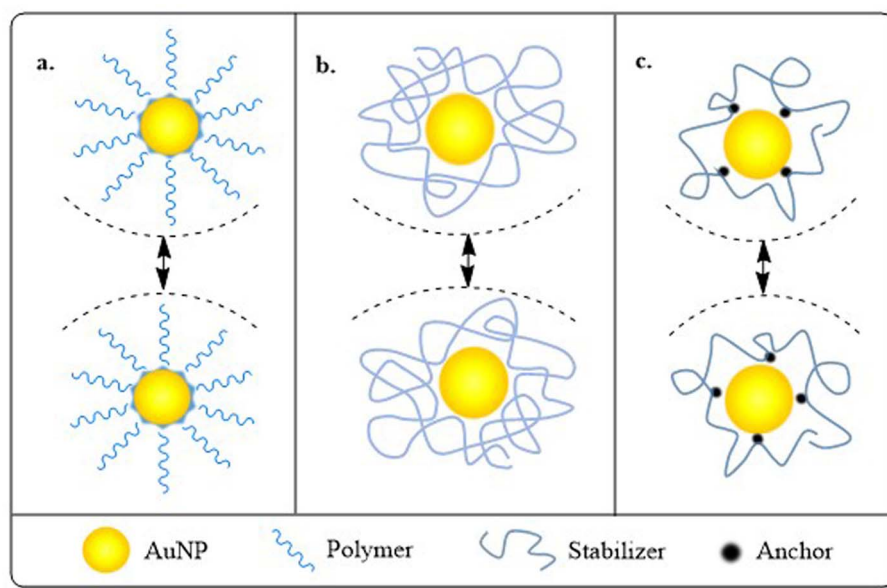 a.
b.
c.
AuNP
Polymer
Stabilizer
Anchor